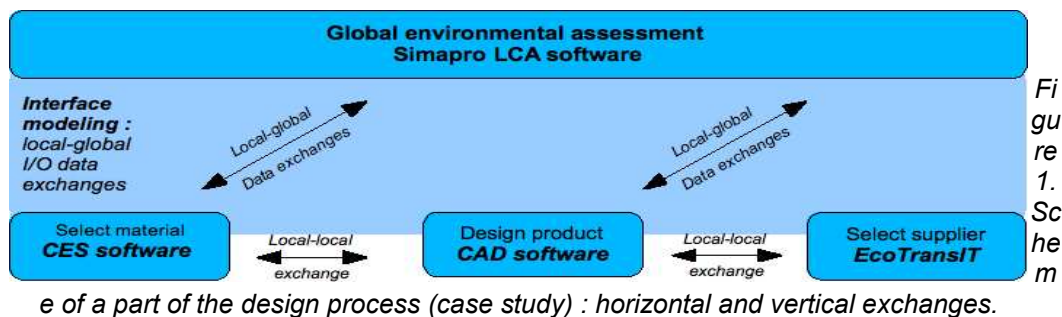 Global environmental assessment
Simapro LCA software
Interface
modeling :
local-global
I/O data
exchanges
Local-global
Data exchanges
Local-global
Data exchanges
Select material
CES software
Local-local
exchange
Design product
CAD software
Local-local
exchange
Select supplier
EcoTransIT
Fi
gu
re
1.
Sc
he
m
e of a part of the design process (case study) : horizontal and vertical exchanges.